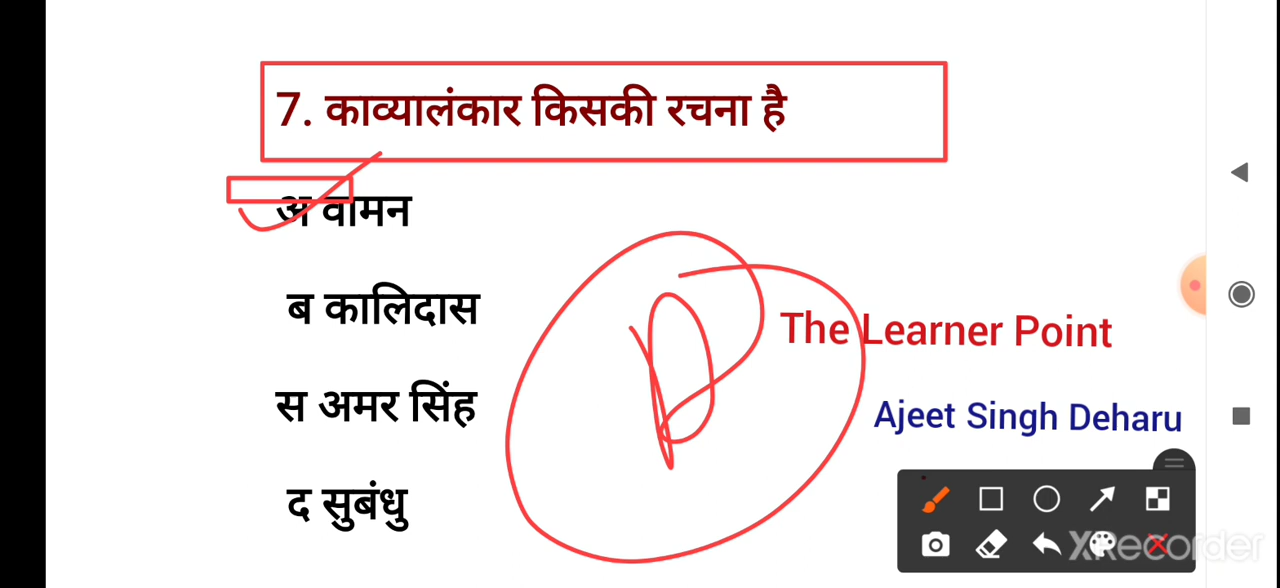 7. काव्यालंकार किसकी रचना है
अ वामन
ब कालिदास
The Learner Point
स अमर सिंह
Ajeet Singh Deharu
द सुबंधु
XRecorder